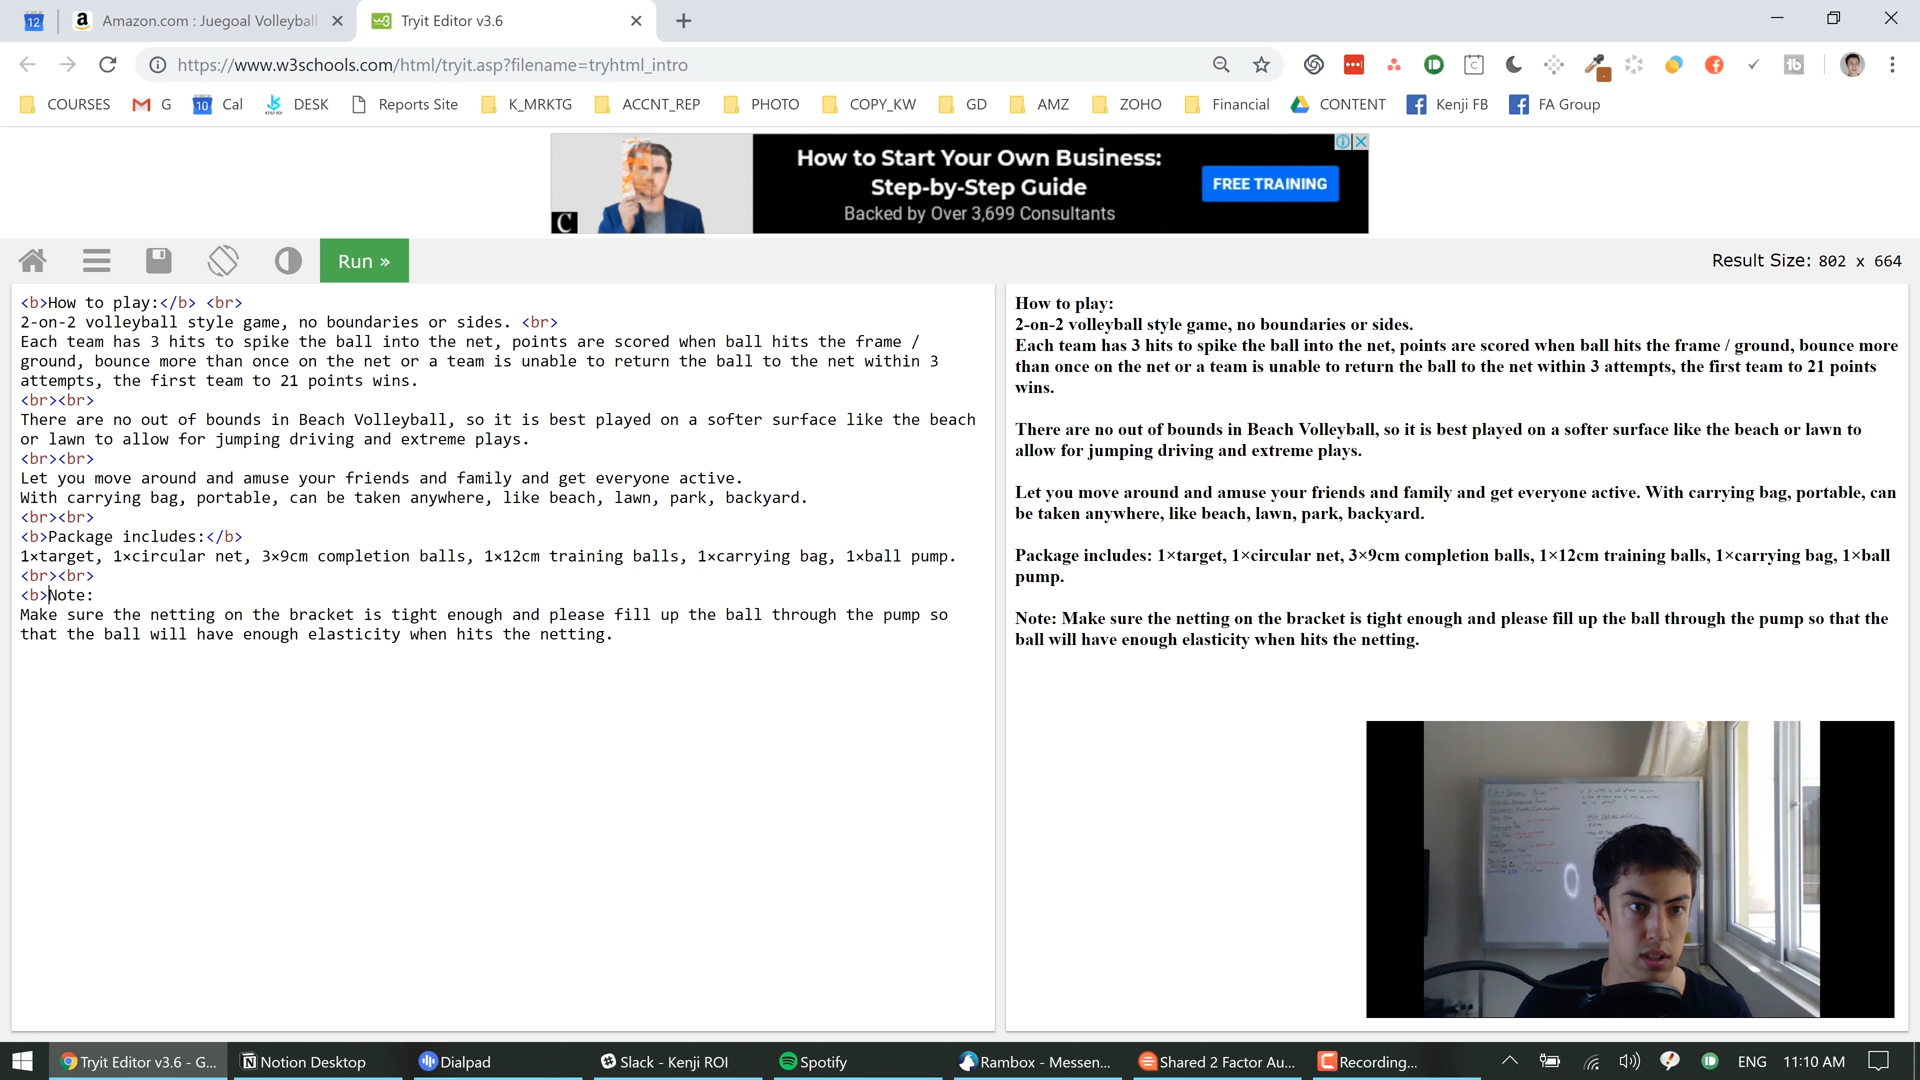 12
Amazon.com : Juegoal Volleyball
Tryit Editor v3.6
https://www.w3schools.com/html/tryit.asp?filename=tryhtml_intro
COURSES
G
10
Cal
DESK
Reports Site
K_MRKTG
ACCNT_REP
PHOTO
COPY_KW
GD
AMZ
ZOHO
Financial
CONTENT
Kenji FB
FA Group
How to Start Your Own Business:
Step-by-Step Guide
Backed by Over 3,699 Consultants
FREE TRAINING
C
Run »
Result Size: 802 x 664
<b>How to play:</b> <br>
2-on-2 volleyball style game, no boundaries or sides. <br>
Each team has 3 hits to spike the ball into the net, points are scored when ball hits the frame /
ground, bounce more than once on the net or a team is unable to return the ball to the net within 3
attempts, the first team to 21 points wins.
<br><br>
There are no out of bounds in Beach Volleyball, so it is best played on a softer surface like the beach
or lawn to allow for jumping driving and extreme plays.
<br><br>
Let you move around and amuse your friends and family and get everyone active.
With carrying bag, portable, can be taken anywhere, like beach, lawn, park, backyard.
<br><br>
<b>Package includes:</b>
1×target, 1×circular net, 3×9cm completion balls, 1×12cm training balls, 1×carrying bag, 1×ball pump.
<br><br>
<b>Note:
Make sure the netting on the bracket is tight enough and please fill up the ball through the pump so
that the ball will have enough elasticity when hits the netting.
How to play:
2-on-2 volleyball style game, no boundaries or sides.
Each team has 3 hits to spike the ball into the net, points are scored when ball hits the frame / ground, bounce more
than once on the net or a team is unable to return the ball to the net within 3 attempts, the first team to 21 points
wins.
There are no out of bounds in Beach Volleyball, so it is best played on a softer surface like the beach or lawn to
allow for jumping driving and extreme plays.
Let you move around and amuse your friends and family and get everyone active. With carrying bag, portable, can
be taken anywhere, like beach, lawn, park, backyard.
Package includes: 1×target, 1×circular net, 3×9cm completion balls, 1×12cm training balls, 1×carrying bag, 1×ball
pump.
Note: Make sure the netting on the bracket is tight enough and please fill up the ball through the pump so that the
ball will have enough elasticity when hits the netting.
Tryit Editor v3.6 - G...
Notion Desktop
Dialpad
Slack - Kenji ROI
Spotify
Rambox - Messen...
Shared 2 Factor Au...
Recording...
ENG
11:10 AM